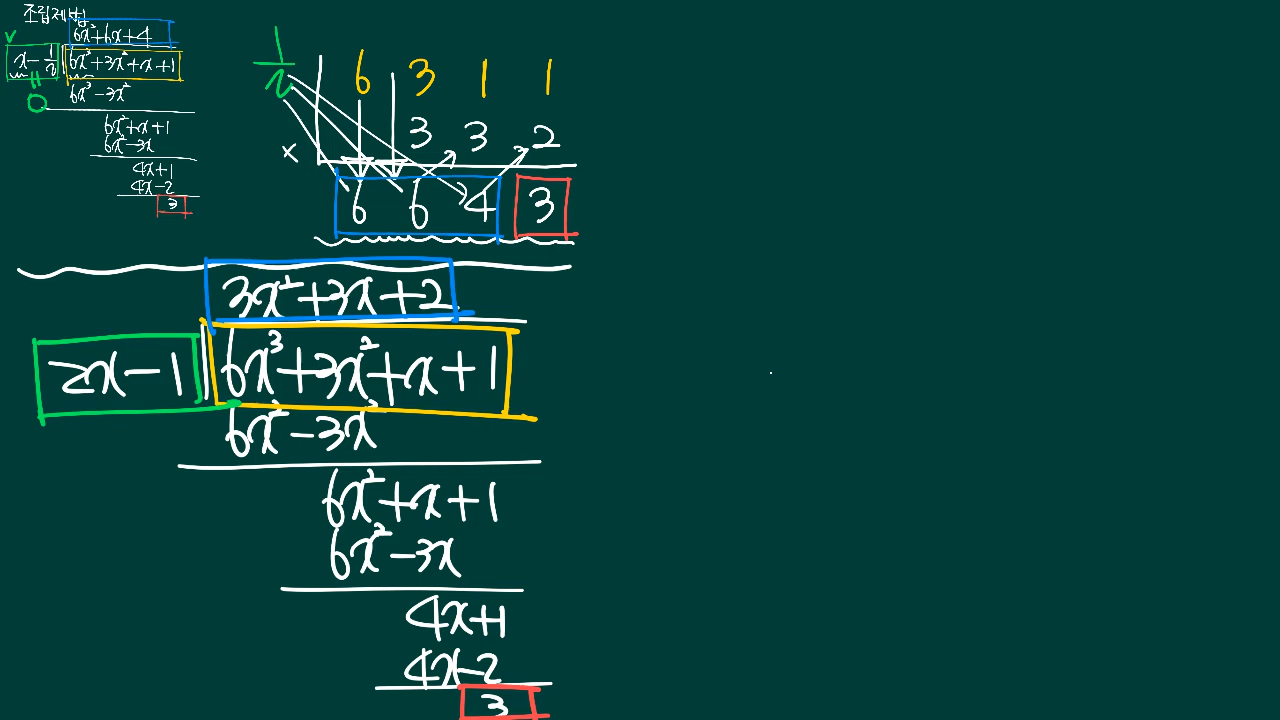 조립제법
6x²+6x+4
x-1/2 6x³+3x²+x+1
0
6x³-3x²
6x²+x+1
6x²-3x
4x+1
4x-2
3
1/2 6 3 1 1
x 3 3 2
6 6 4 3
3x²+3x+2
2x-1 6x³+3x²+x+1
6x²-3x²
6x²+x+1
6x²-3x
4x+1
4x-2
3